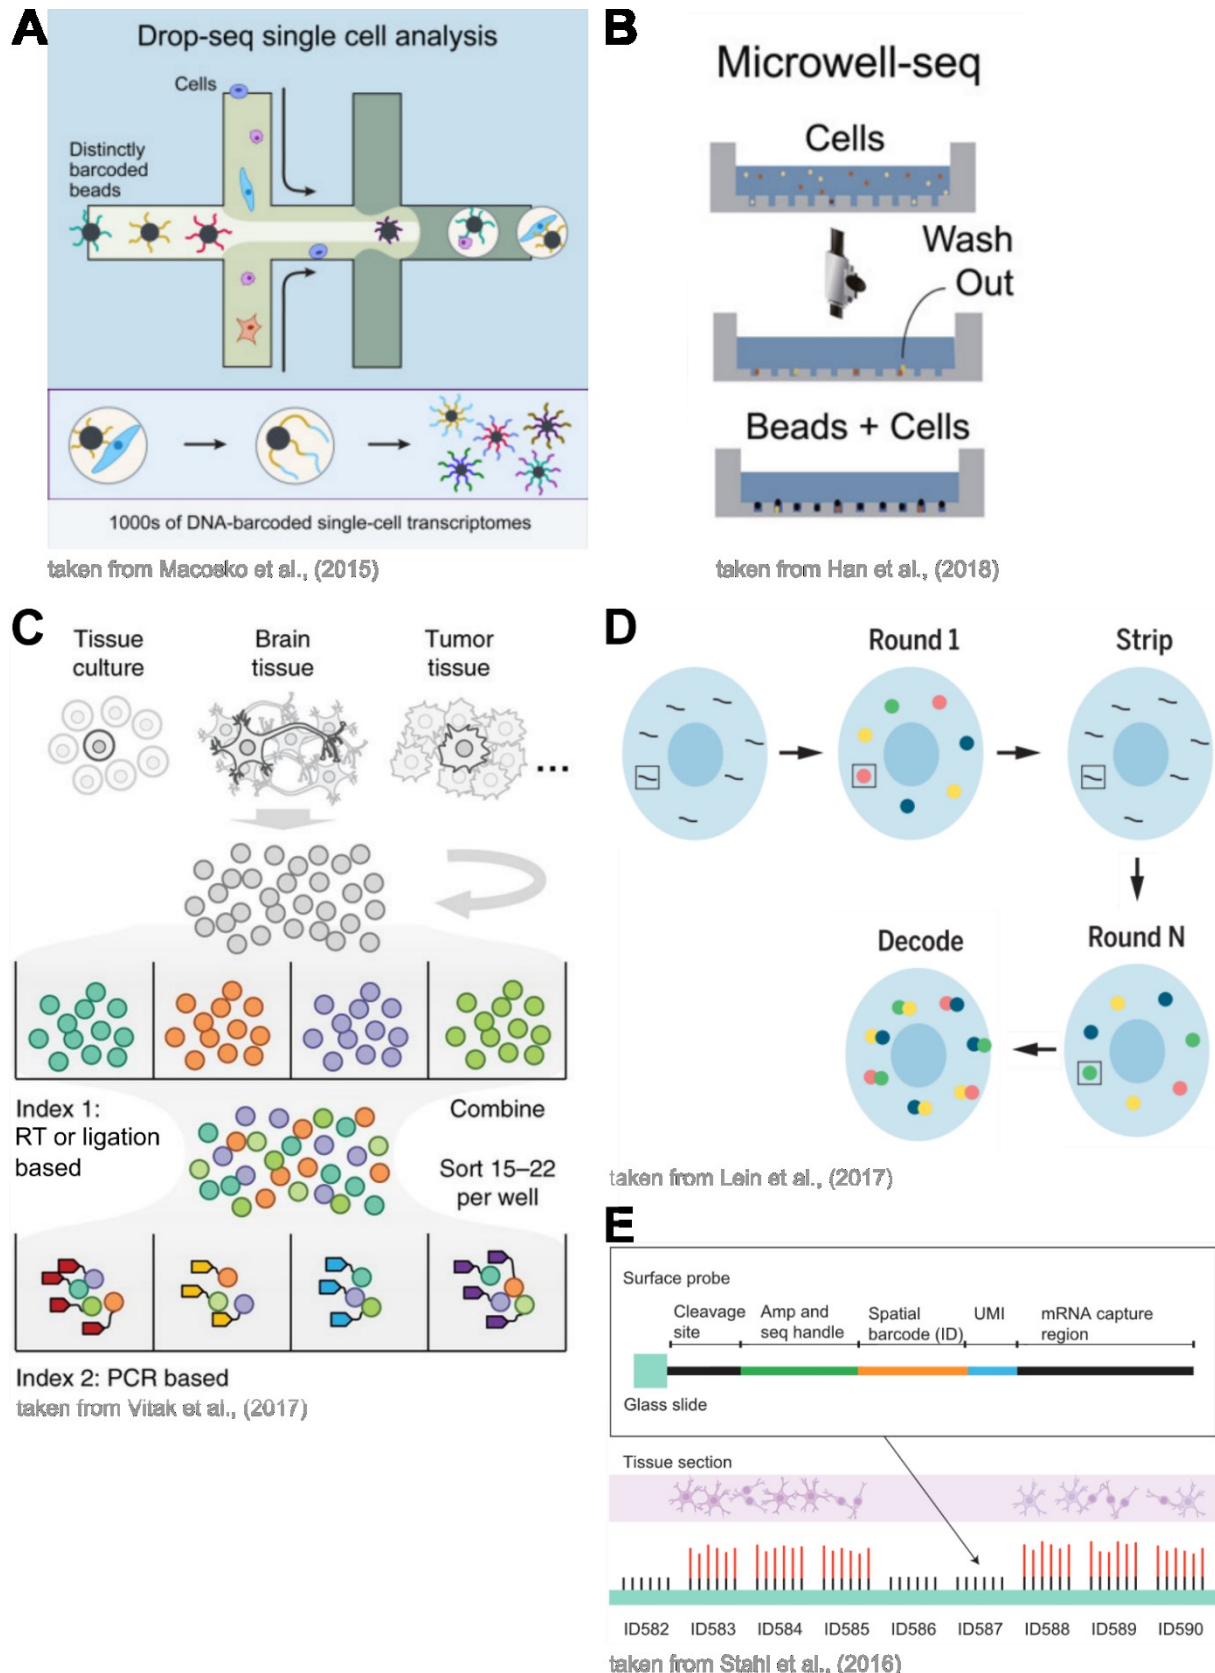 A
Drop-seq single cell analysis
Cells
Distinctly
barcoded
beads
1000s of DNA-barcoded single-cell transcriptomes
taken from Macosko et al., (2015)
B
Microwell-seq
Cells
Wash
Out
Beads + Cells
taken from Han et al., (2018)
C
Tissue
culture
Brain
tissue
Tumor
tissue
...
Index 1:
RT or ligation
based
Combine
Sort 15–22
per well
Index 2: PCR based
taken from Vitak et al., (2017)
D
Round 1
Strip
Decode
Round N
taken from Lein et al., (2017)
E
Surface probe
Cleavage
site
Amp and
seq handle
Spatial
barcode (ID)
UMI
mRNA capture
region
Glass slide
Tissue section
ID582 ID583 ID584 ID585 ID586 ID587 ID588 ID589 ID590
taken from Stahl et al., (2016)